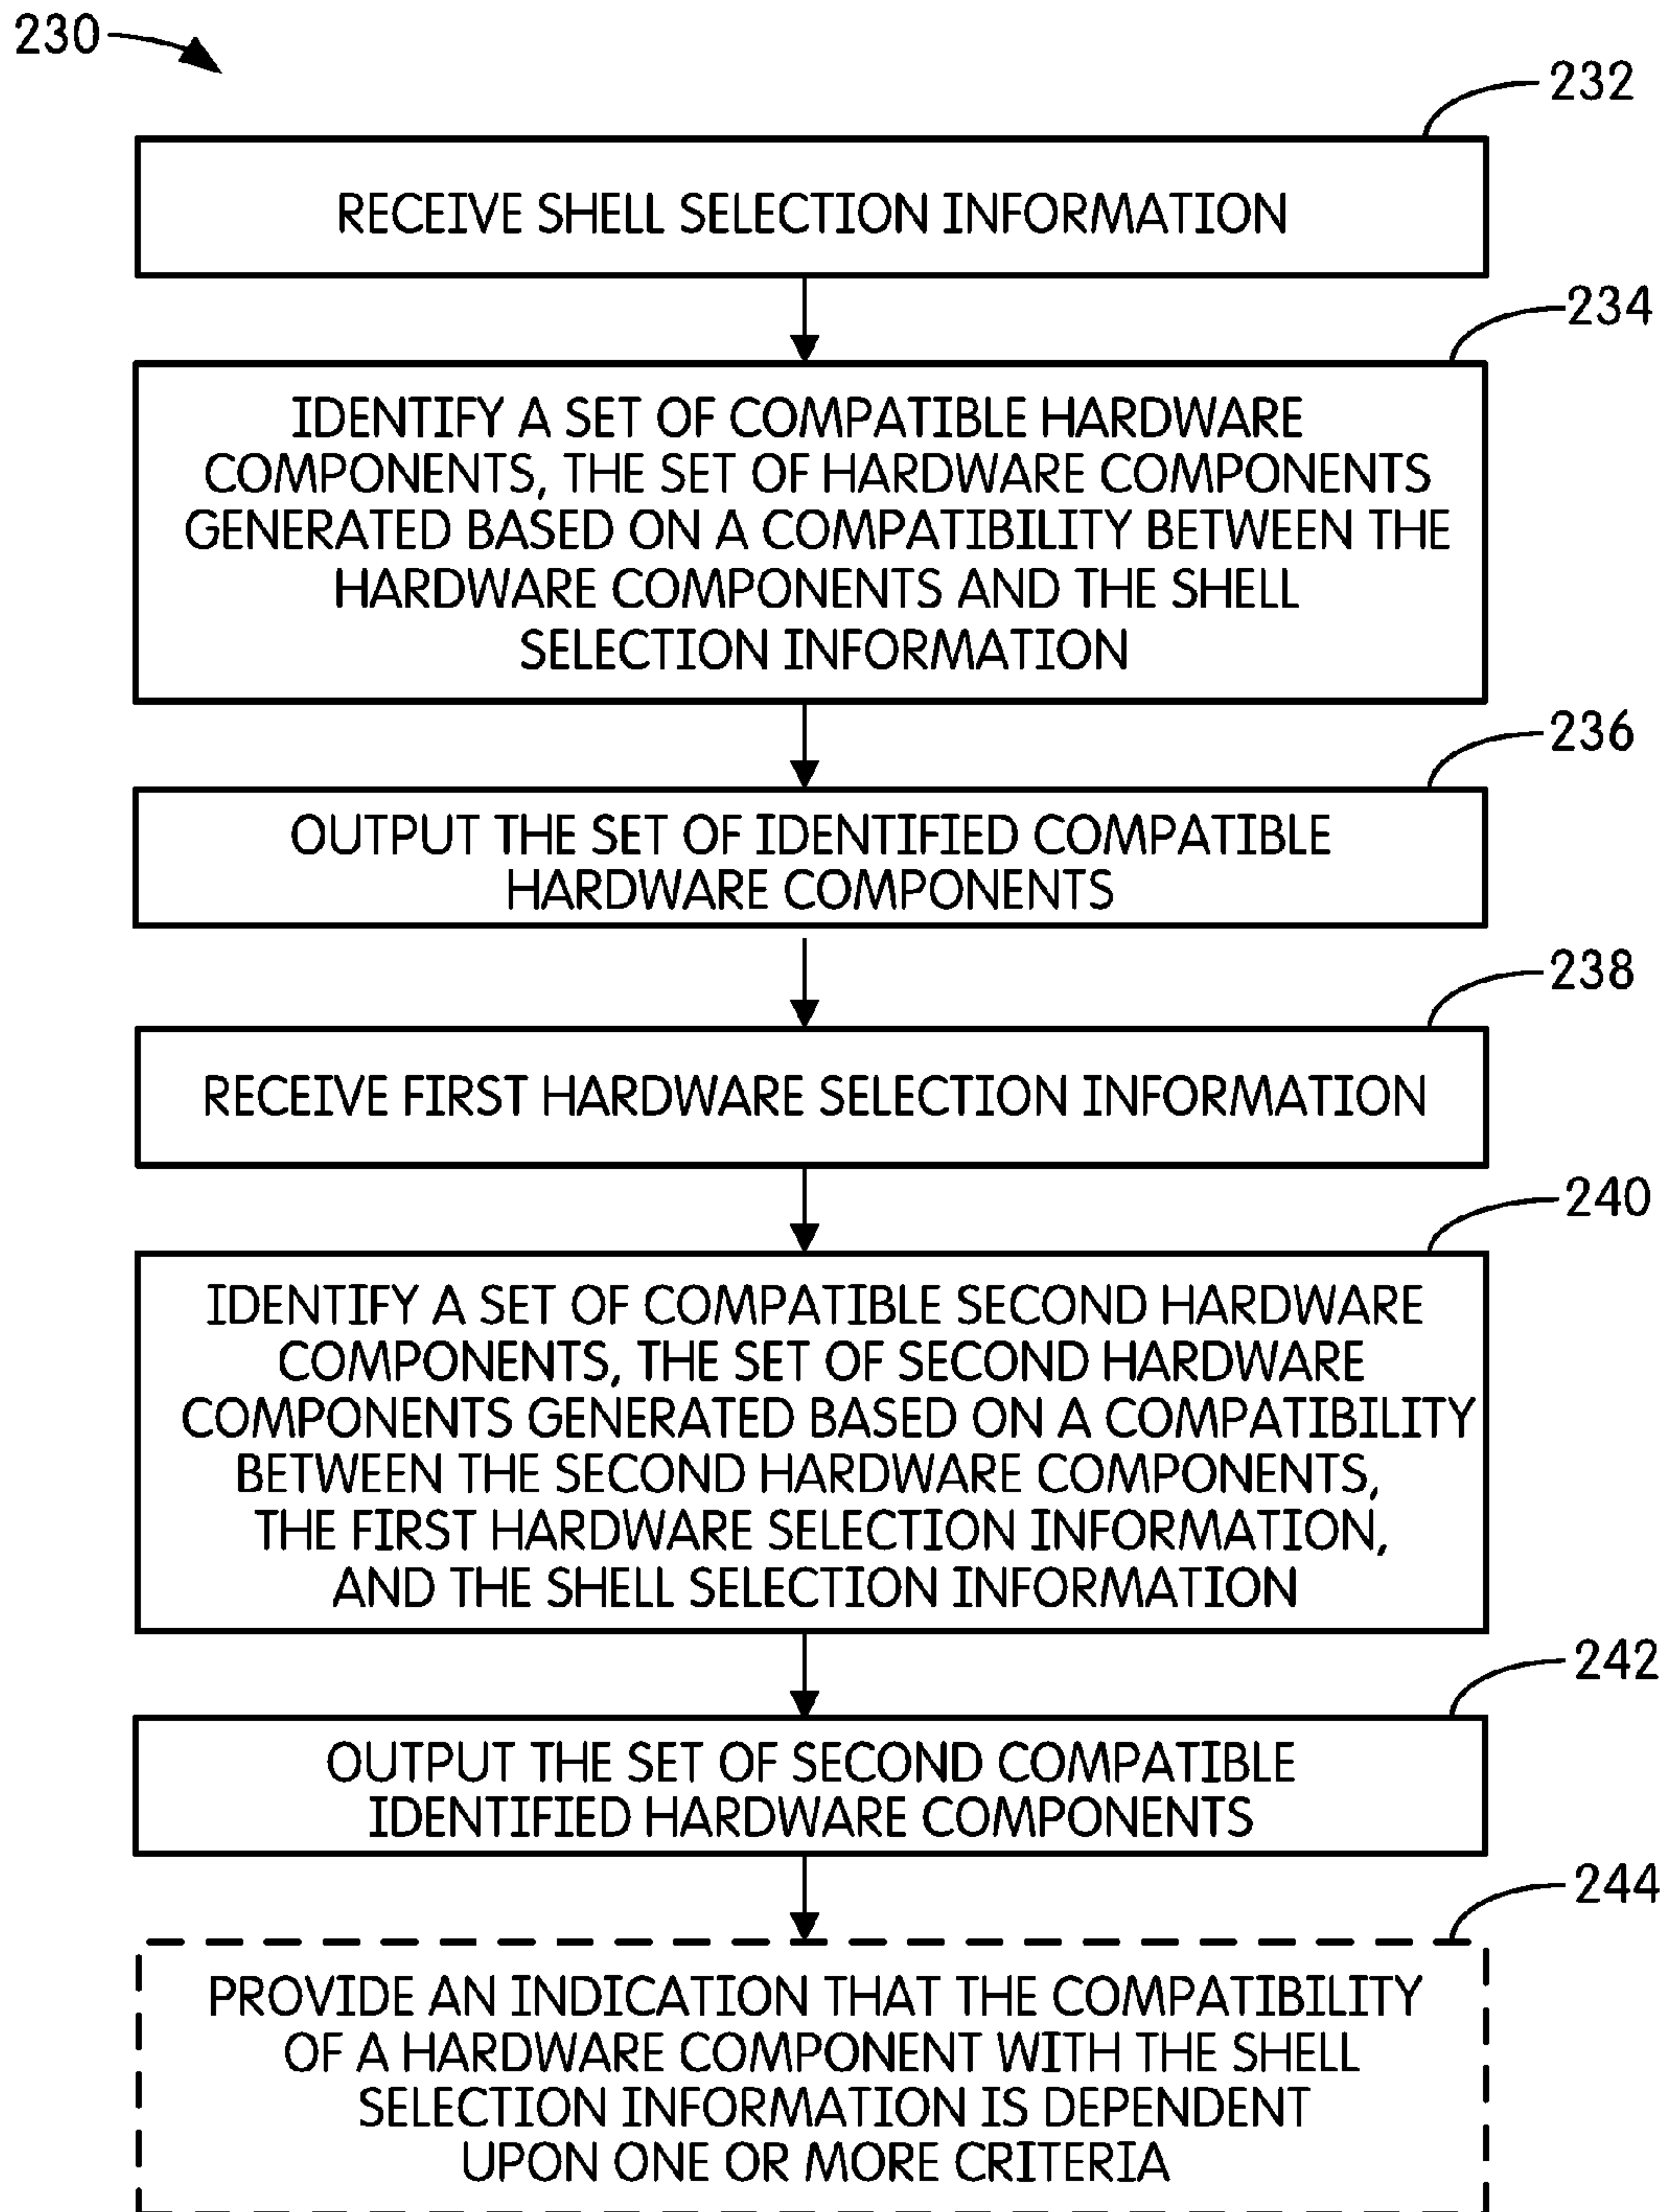 230
232
RECEIVE SHELL SELECTION INFORMATION
234
IDENTIFY A SET OF COMPATIBLE HARDWARE
COMPONENTS, THE SET OF HARDWARE COMPONENTS
GENERATED BASED ON A COMPATIBILITY BETWEEN THE
HARDWARE COMPONENTS AND THE SHELL
SELECTION INFORMATION
236
OUTPUT THE SET OF IDENTIFIED COMPATIBLE
HARDWARE COMPONENTS
238
RECEIVE FIRST HARDWARE SELECTION INFORMATION
240
IDENTIFY A SET OF COMPATIBLE SECOND HARDWARE
COMPONENTS, THE SET OF SECOND HARDWARE
COMPONENTS GENERATED BASED ON A COMPATIBILITY
BETWEEN THE SECOND HARDWARE COMPONENTS,
THE FIRST HARDWARE SELECTION INFORMATION,
AND THE SHELL SELECTION INFORMATION
242
OUTPUT THE SET OF SECOND COMPATIBLE
IDENTIFIED HARDWARE COMPONENTS
244
PROVIDE AN INDICATION THAT THE COMPATIBILITY
OF A HARDWARE COMPONENT WITH THE SHELL
SELECTION INFORMATION IS DEPENDENT
UPON ONE OR MORE CRITERIA